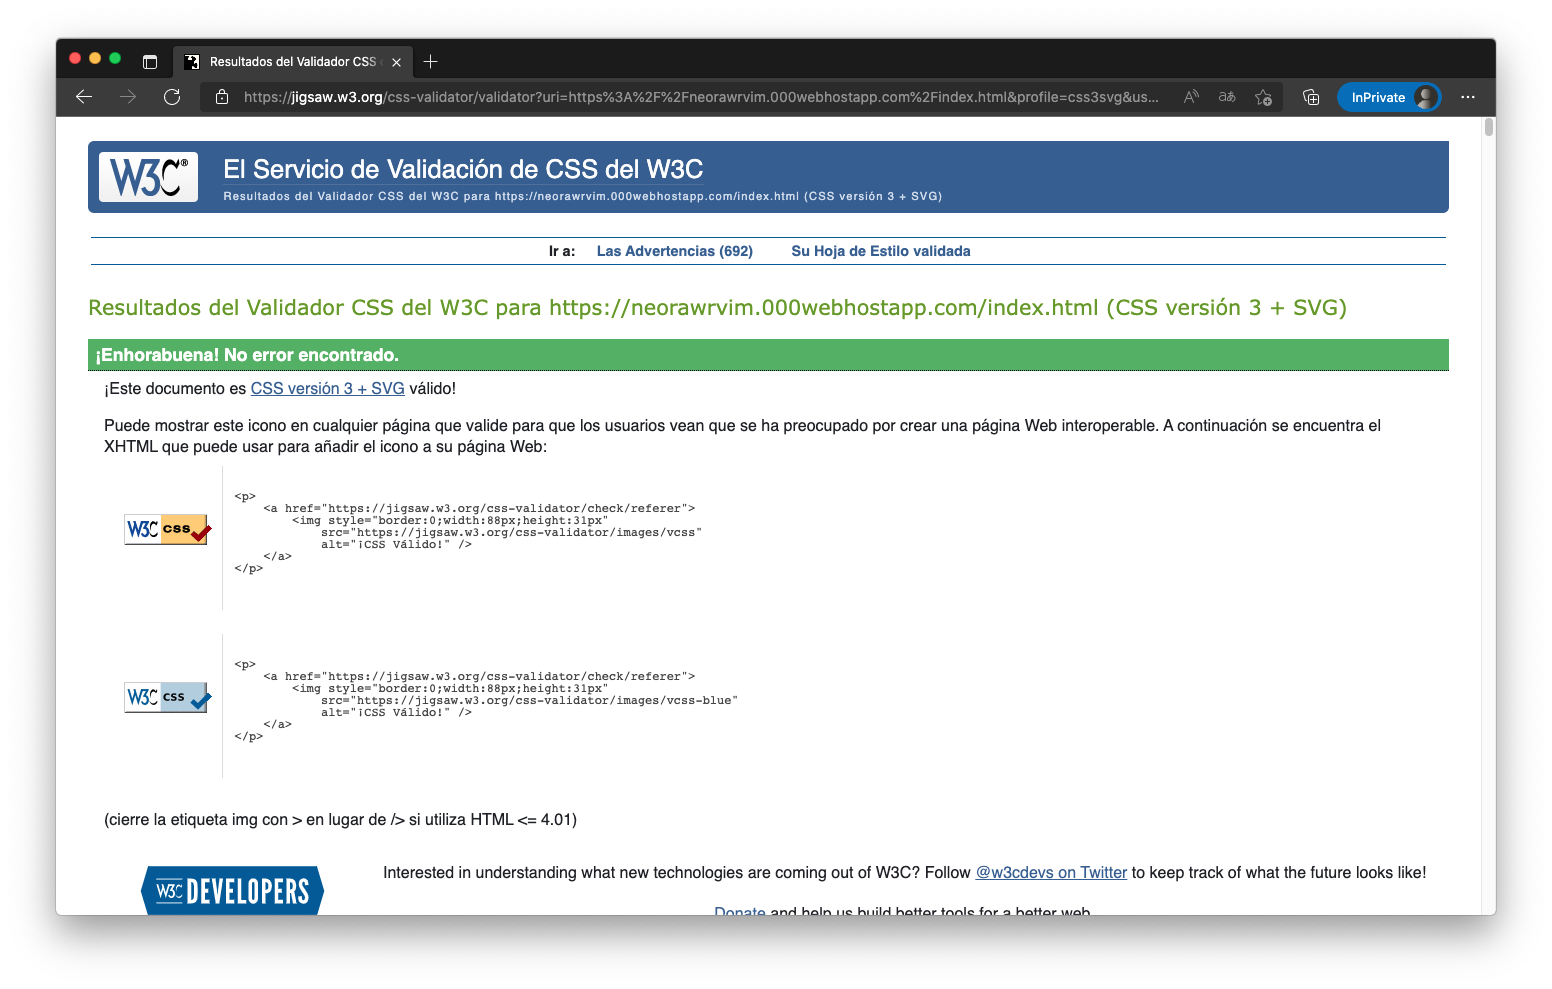 Resultados del Validador CSS
https://jigsaw.w3.org/css-validator/validator?uri=https%3A%2F%2Fneorawrvim.000webhostapp.com%2Findex.html&profile=css3svg&us...
InPrivate
W3C® El Servicio de Validación de CSS del W3C
Resultados del Validador CSS del W3C para https://neorawrvim.000webhostapp.com/index.html (CSS versión 3 + SVG)
Ir a: Las Advertencias (692) Su Hoja de Estilo validada
Resultados del Validador CSS del W3C para https://neorawrvim.000webhostapp.com/index.html (CSS versión 3 + SVG)
¡Enhorabuena! No error encontrado.
¡Este documento es CSS versión 3 + SVG válido!
Puede mostrar este icono en cualquier página que valide para que los usuarios vean que se ha preocupado por crear una página Web interoperable. A continuación se encuentra el
XHTML que puede usar para añadir el icono a su página Web:
W3C css
<p>
<a href="https://jigsaw.w3.org/css-validator/check/referer">
<img style="border:0;width:88px;height:31px"
src="https://jigsaw.w3.org/css-validator/images/vcss"
alt="¡CSS Válido!" />
</a>
</p>
W3C css
<p>
<a href="https://jigsaw.w3.org/css-validator/check/referer">
<img style="border:0;width:88px;height:31px"
src="https://jigsaw.w3.org/css-validator/images/vcss-blue"
alt="¡CSS Válido!" />
</a>
</p>
(cierre la etiqueta img con > en lugar de /> si utiliza HTML <= 4.01)
W3C DEVELOPERS
Interested in understanding what new technologies are coming out of W3C? Follow @w3cdevs on Twitter to keep track of what the future looks like!
Donate and help us build better tools for a better web.